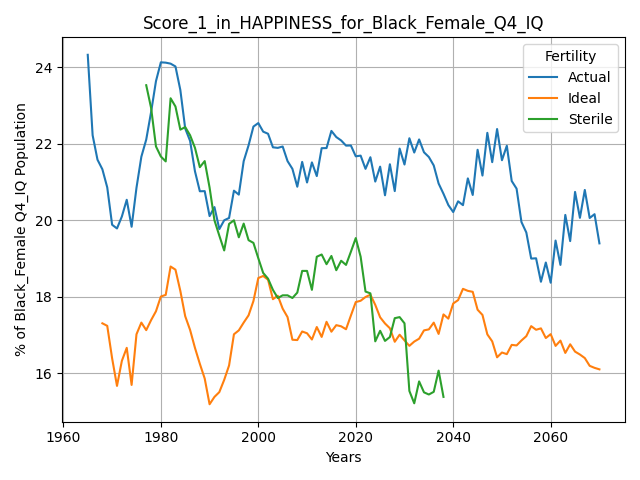 Score_1_in_HAPPINESS_for_Black_Female_Q4_IQ
Fertility
Actual
Ideal
Sterile
% of Black_Female Q4_IQ Population
24
22
20
18
16
1960
1980
2000
2020
2040
2060
Years